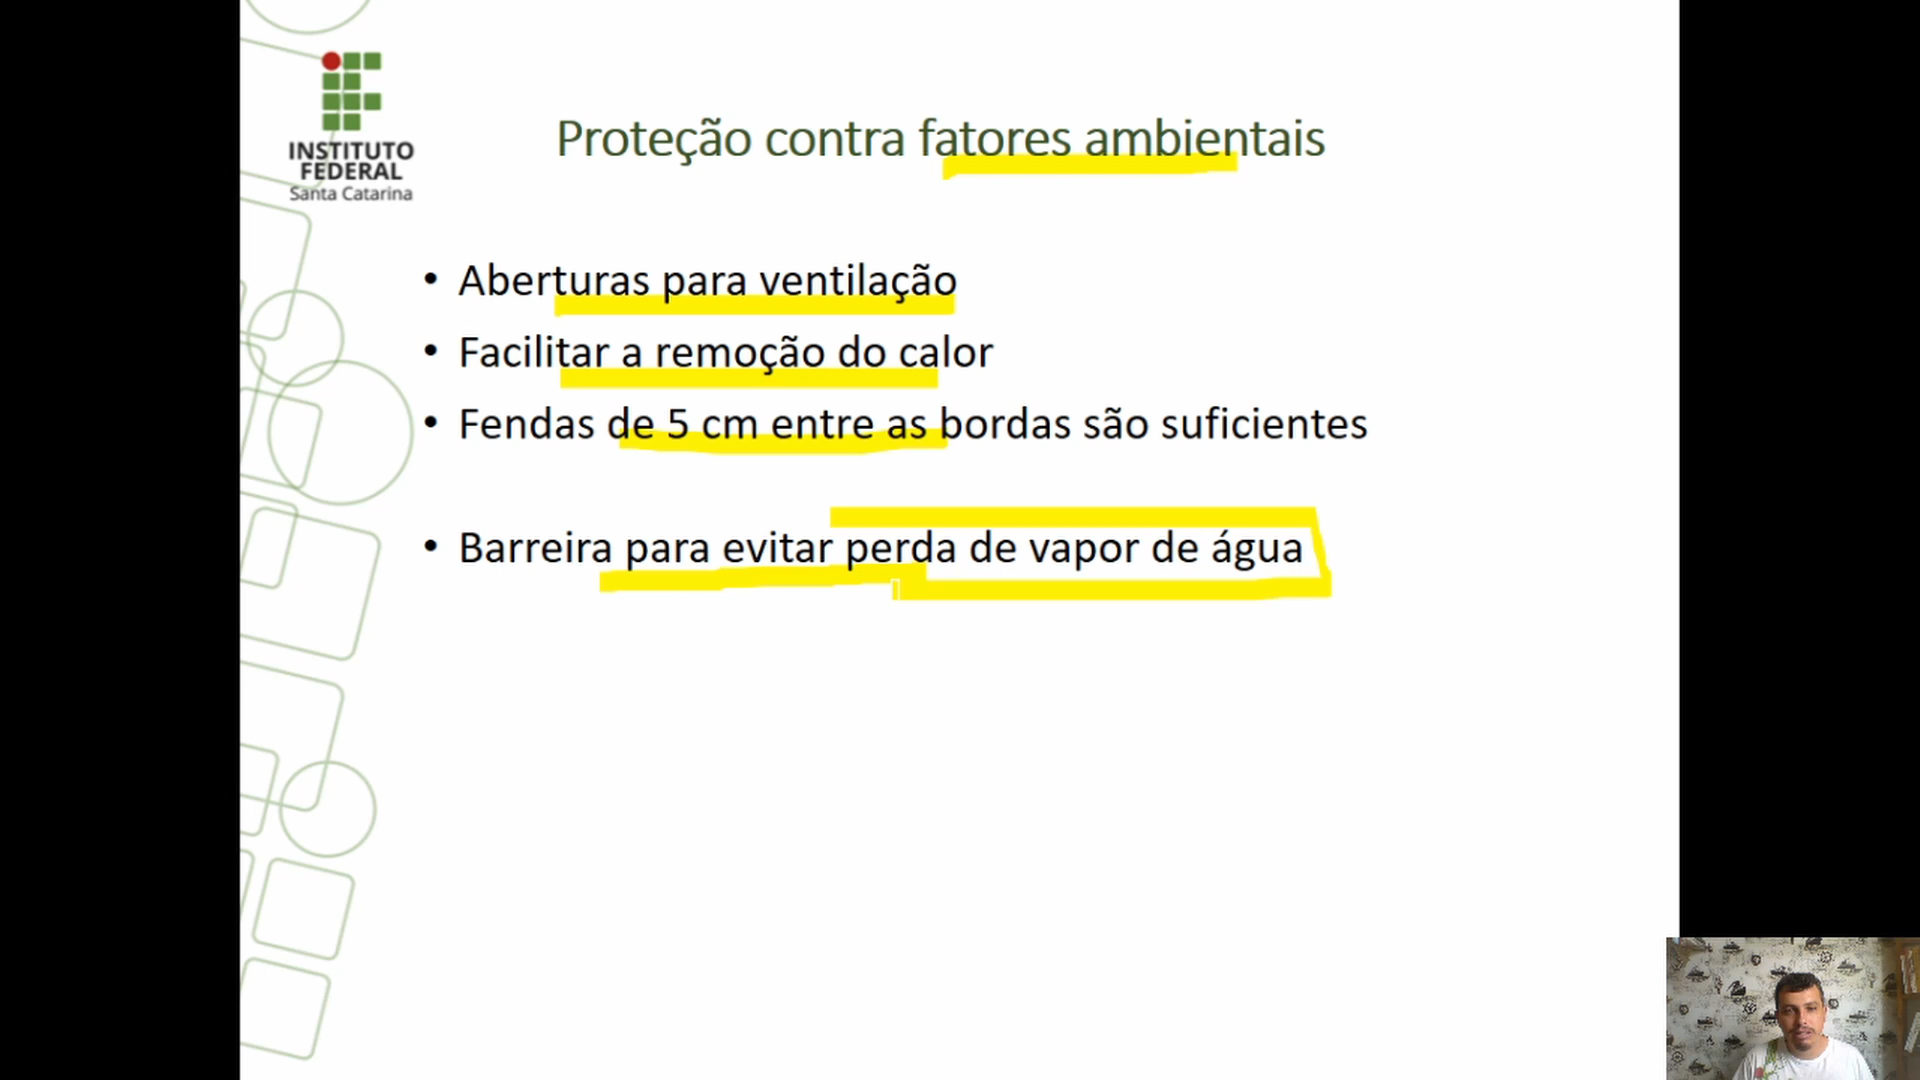 INSTITUTO
FEDERAL
Santa Catarina
Proteção contra fatores ambientais
• Aberturas para ventilação
• Facilitar a remoção do calor
• Fendas de 5 cm entre as bordas são suficientes
• Barreira para evitar perda de vapor de água